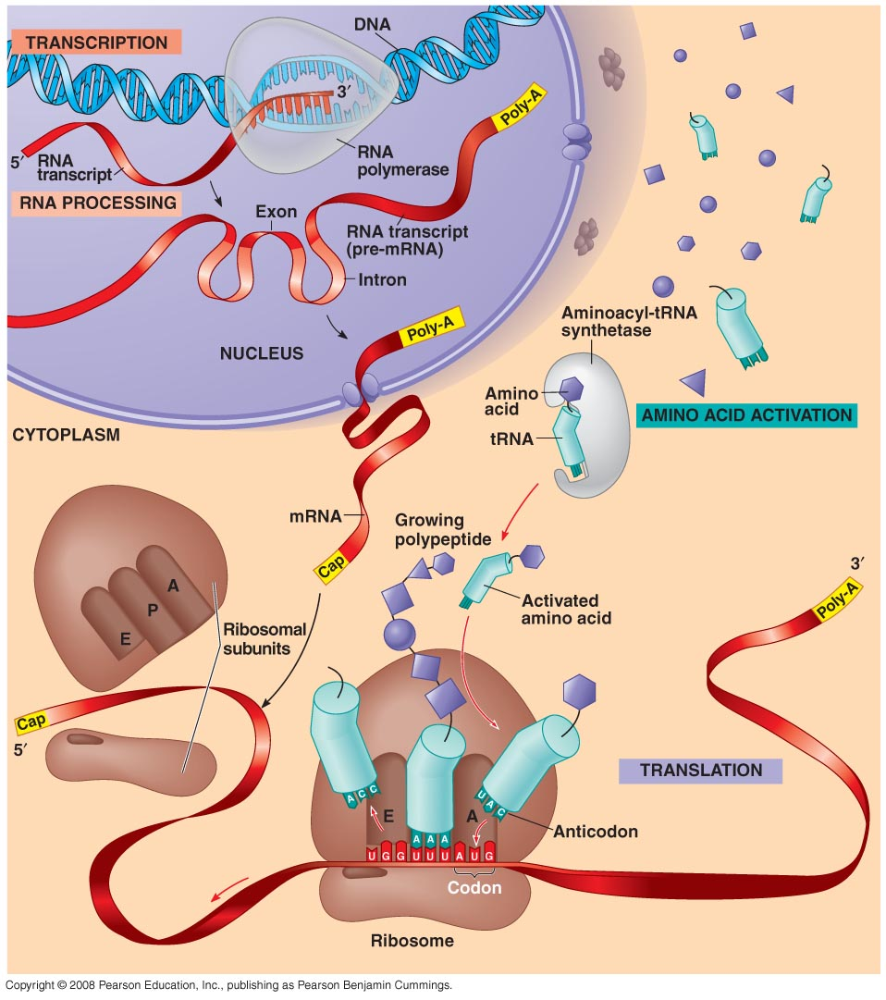 TRANSCRIPTION
DNA
3′
Poly-A
5′ RNA
transcript
RNA
polymerase
RNA PROCESSING
Exon
RNA transcript
(pre-mRNA)
Intron
Poly-A
NUCLEUS
Aminoacyl-tRNA
synthetase
Amino
acid
tRNA
AMINO ACID ACTIVATION
CYTOPLASM
mRNA
Growing
polypeptide
Cap
3′
Poly-A
Activated
amino acid
A
P
E
Ribosomal
subunits
Cap
5′
TRANSLATION
A C C
U A C
E
A
Anticodon
A A A
U G G U U U A U G
Codon
Ribosome
Copyright © 2008 Pearson Education, Inc., publishing as Pearson Benjamin Cummings.